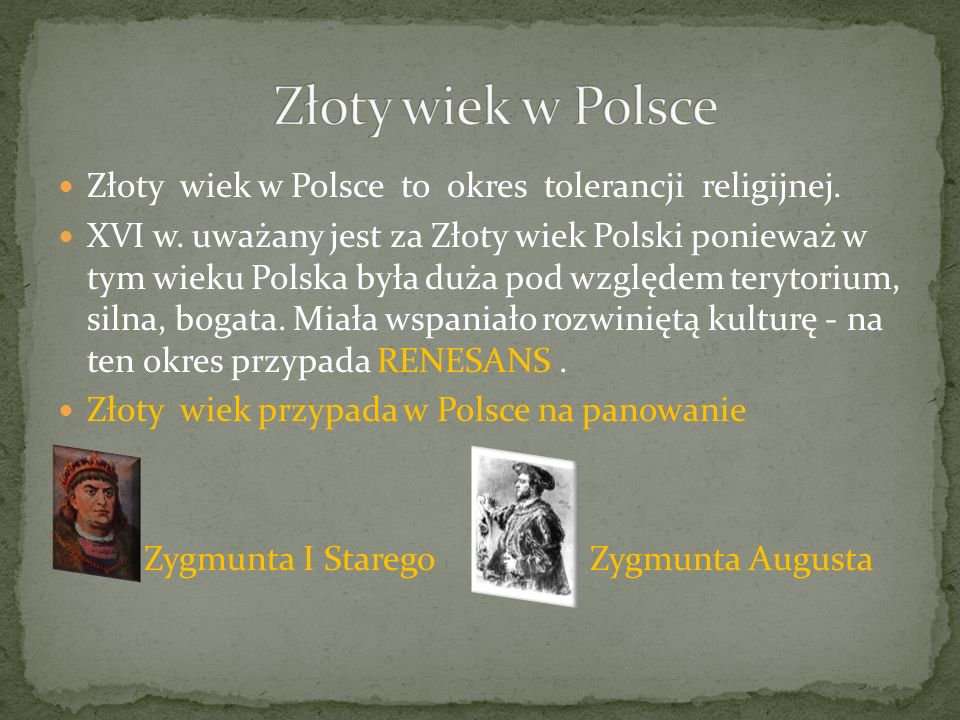 Złoty wiek w Polsce
Złoty wiek w Polsce to okres tolerancji religijnej.
XVI w. uważany jest za Złoty wiek Polski ponieważ w
tym wieku Polska była duża pod względem terytorium,
silna, bogata. Miała wspaniało rozwiniętą kulturę - na
ten okres przypada RENESANS .
Złoty wiek przypada w Polsce na panowanie
Zygmunta I Starego Zygmunta Augusta